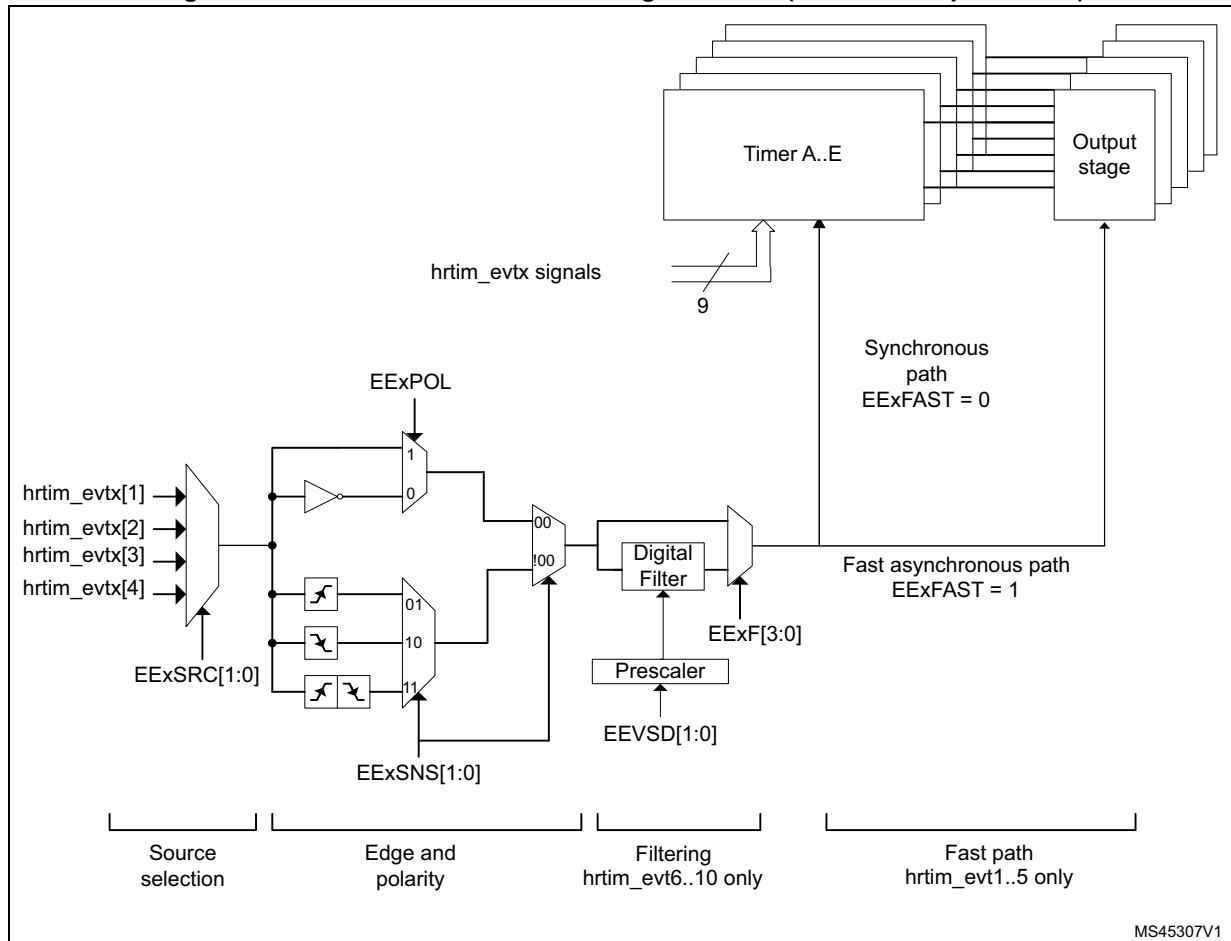 Timer A..E
Output
stage
hrtim_evtx signals
9
Synchronous
path
EExFAST = 0
EExPOL
1
0
hrtim_evtx[1]
hrtim_evtx[2]
hrtim_evtx[3]
hrtim_evtx[4]
00
!00
Digital
Filter
Fast asynchronous path
EExFAST = 1
01
10
11
EExSRC[1:0]
EExF[3:0]
Prescaler
EEVSD[1:0]
EExSNS[1:0]
Source
selection
Edge and
polarity
Filtering
hrtim_evt6..10 only
Fast path
hrtim_evt1..5 only
MS45307V1